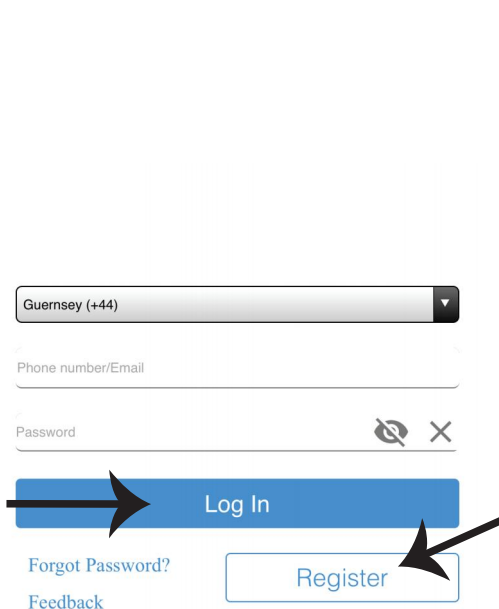 Guernsey (+44)
Phone number/Email
Password
Log In
Forgot Password?
Register
Feedback